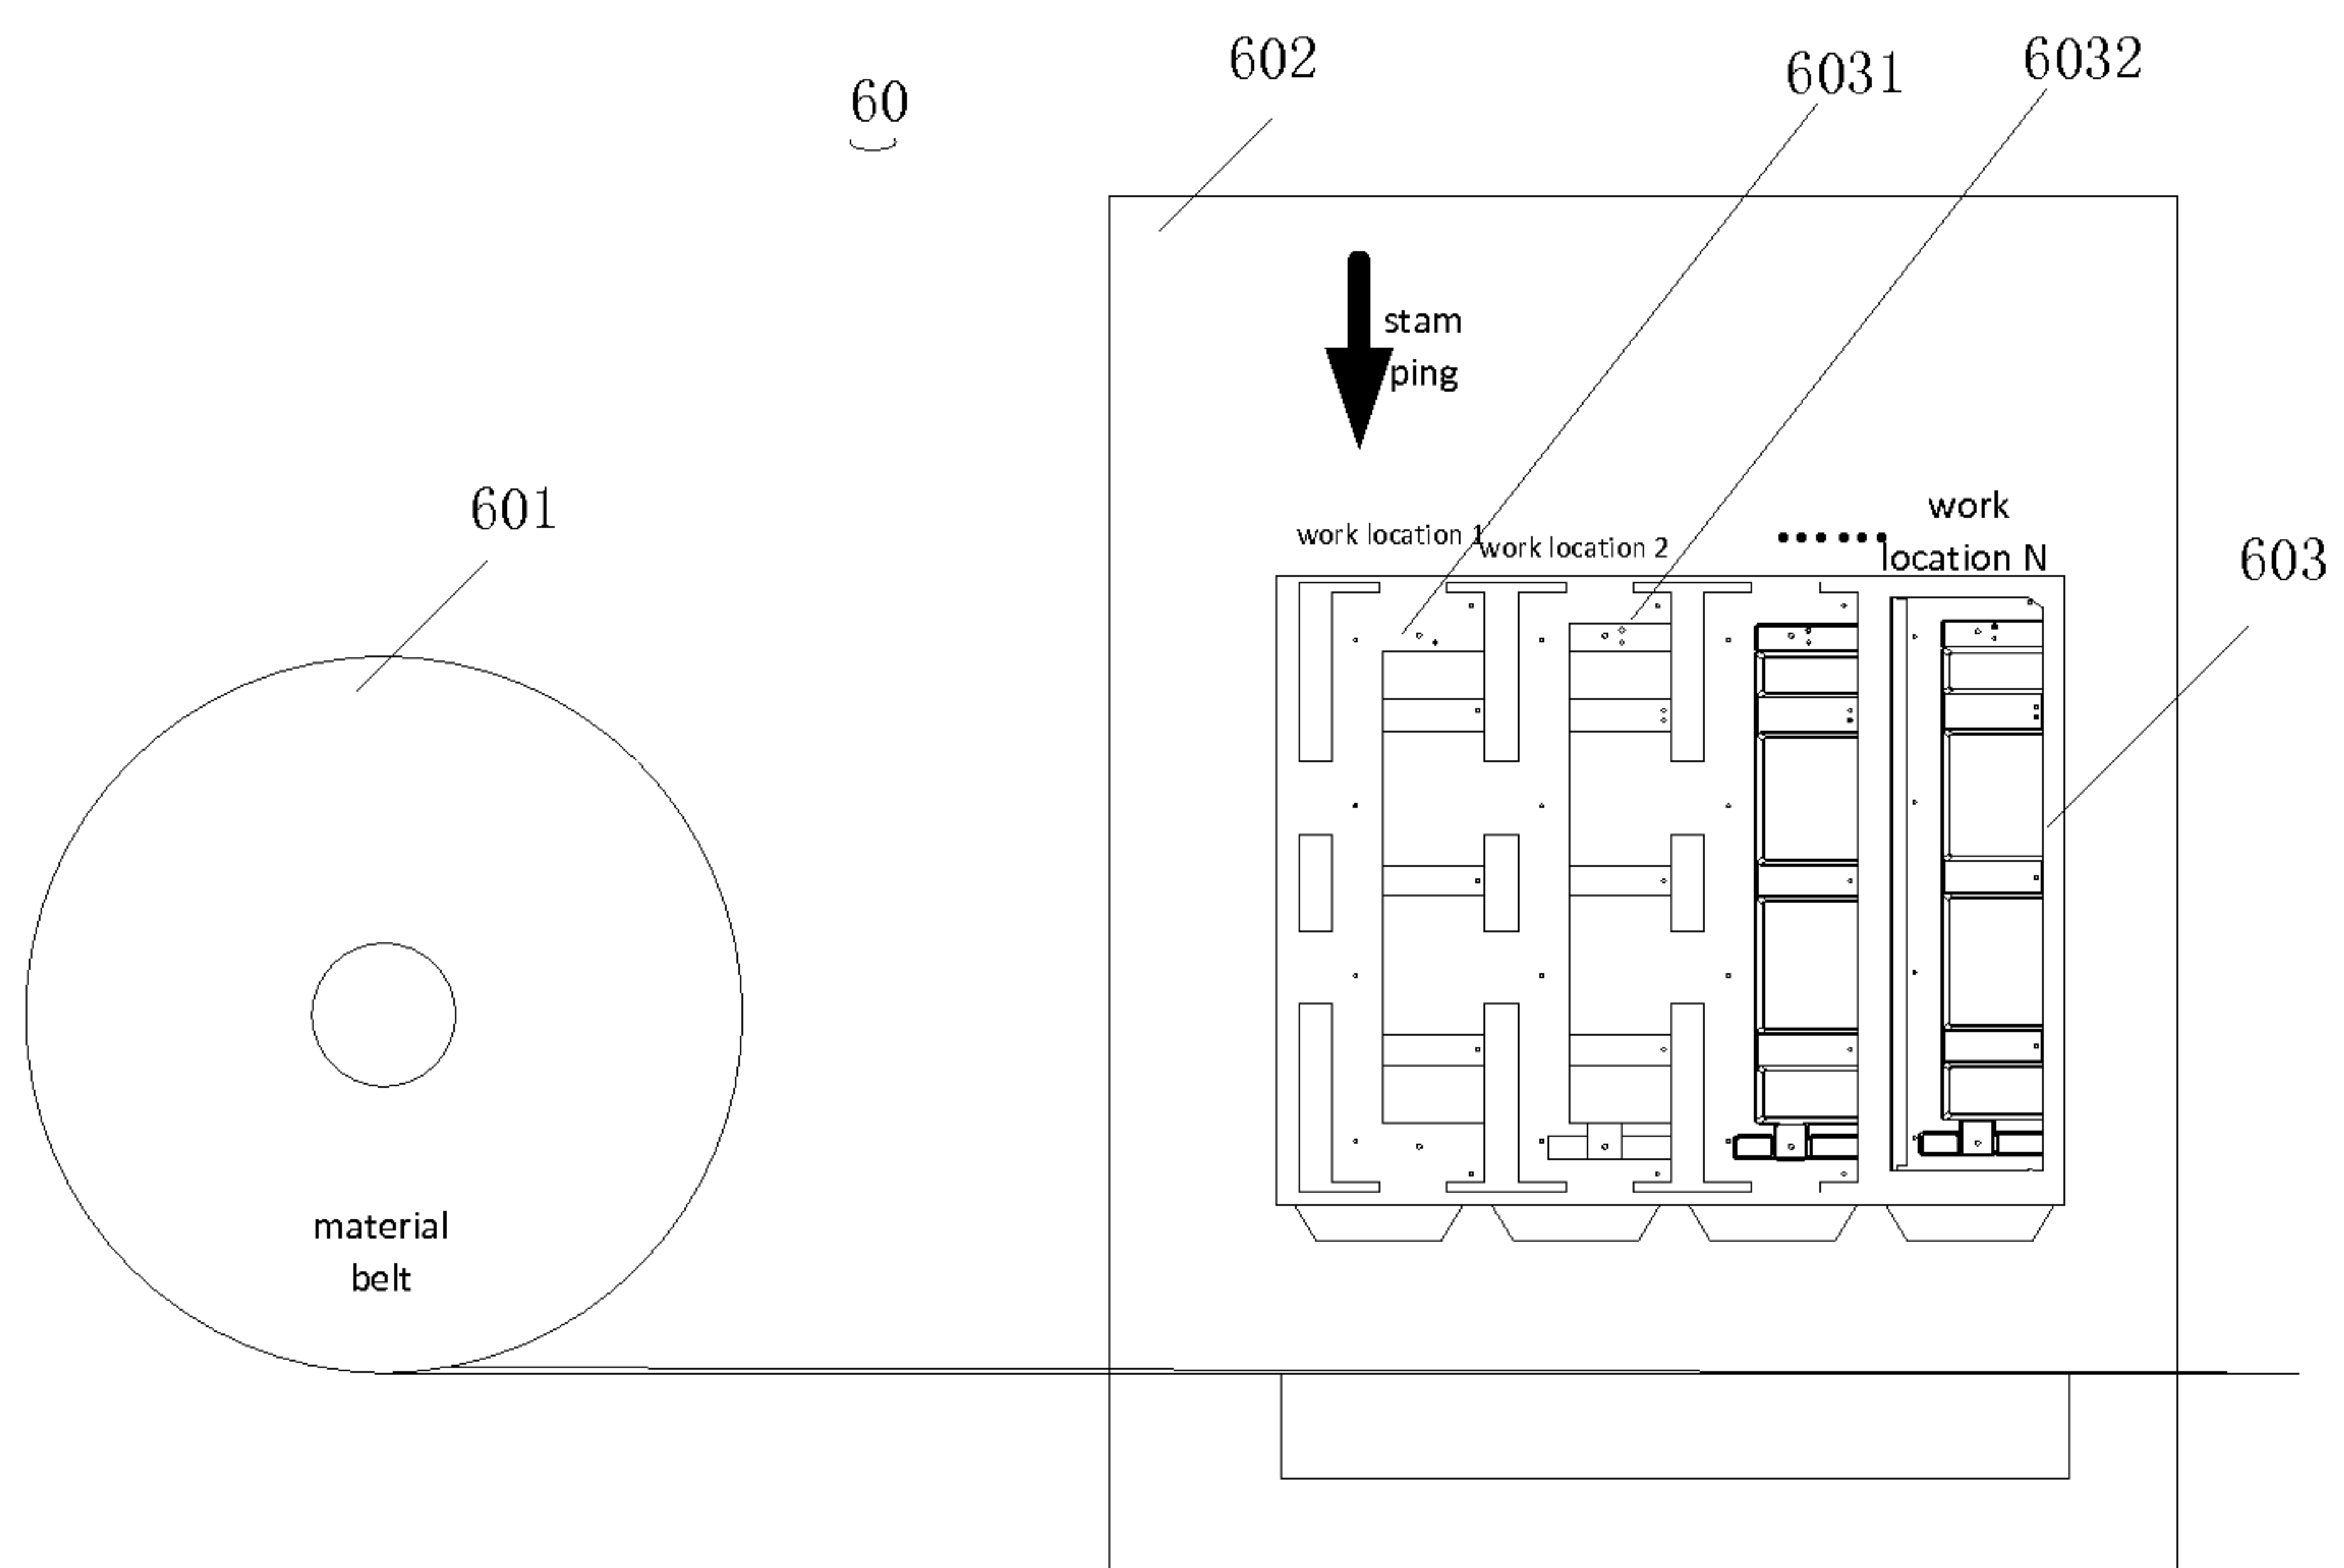 602
6031
6032
60
stam
ping
601
work
work location 1
work location 2
••••••
location N
603
material
belt